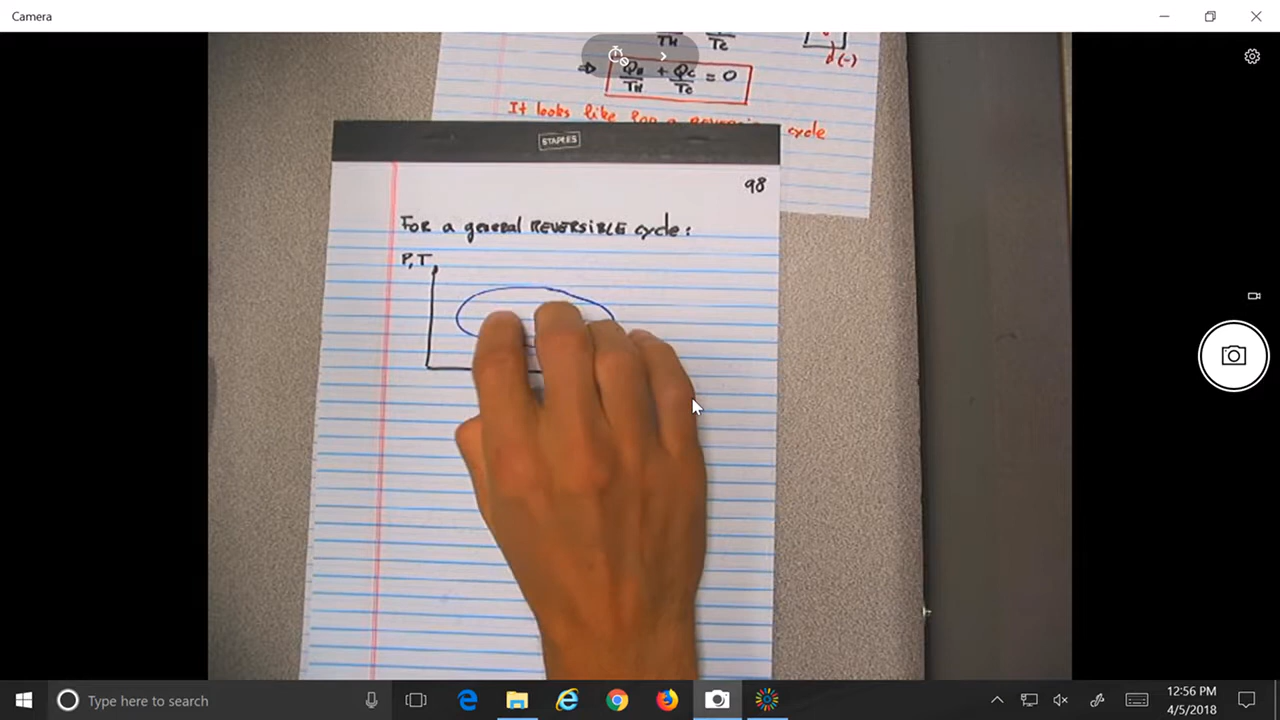 Camera
TH TC
(-)
⇒ QH/TH + QC/TC = 0
It looks like for a cycle
STAPLES
98
FOR a general REVERSIBLE cycle:
P,T
Type here to search
12:56 PM
4/5/2018